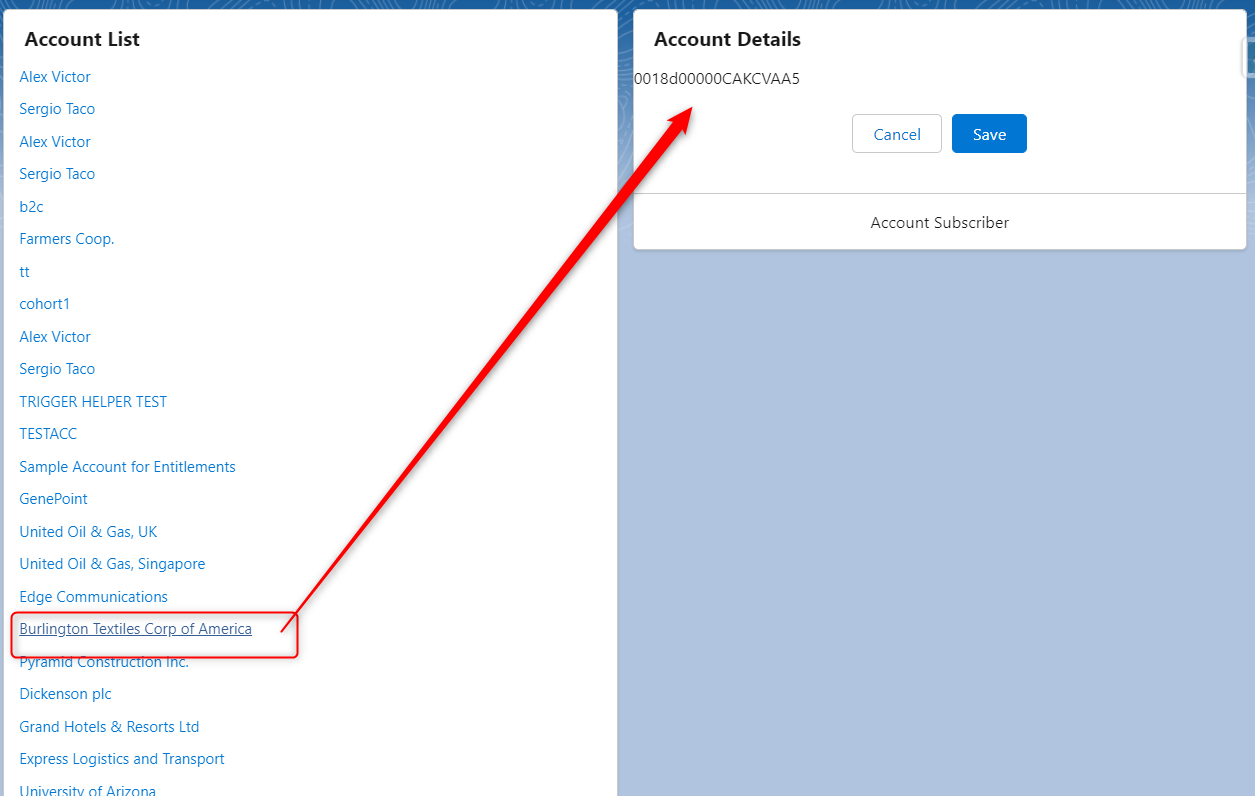 Account List
Alex Victor
Sergio Taco
Alex Victor
Sergio Taco
b2c
Farmers Coop.
tt
cohort1
Alex Victor
Sergio Taco
TRIGGER HELPER TEST
TESTACC
Sample Account for Entitlements
GenePoint
United Oil & Gas, UK
United Oil & Gas, Singapore
Edge Communications
Burlington Textiles Corp of America
Pyramid Construction Inc.
Dickenson plc
Grand Hotels & Resorts Ltd
Express Logistics and Transport
University of Arizona
Account Details
0018d00000CAKCVAA5
Cancel Save
Account Subscriber